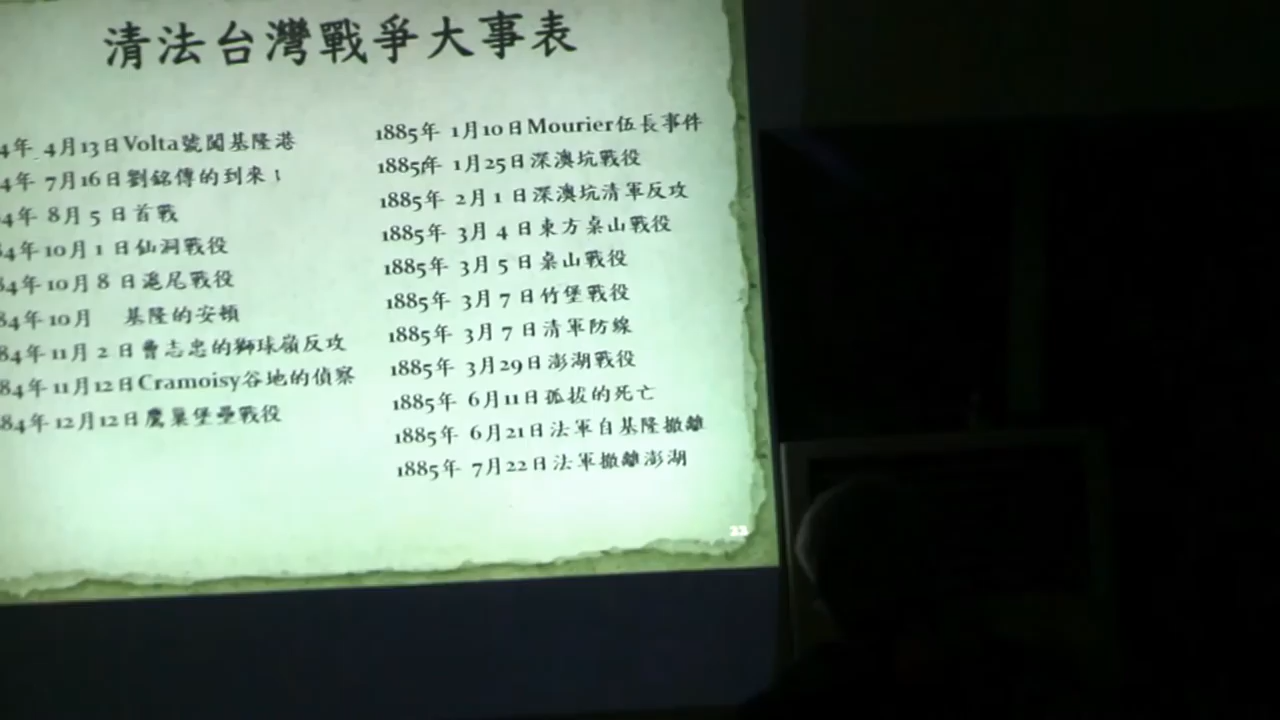 清法台灣戰爭大事表
4年 4月13日Volta號闖基隆港
4年 7月16日劉銘傳的到來
4年 8月 5 日首戰
84年10月 1 日仙洞戰役
84年10月 8 日滬尾戰役
84年10月 基隆的安頓
84年11月 2 日曹志忠的獅球嶺反攻
84年11月12日Cramoisy谷地的偵察
84年12月12日鷹巢堡壘戰役
1885年 1月10日Mourier伍長事件
1885年 1月25日深澳坑戰役
1885年 2月 1 日深澳坑清軍反攻
1885年 3月 4 日東方桌山戰役
1885年 3月 5 日桌山戰役
1885年 3月 7 日竹堡戰役
1885年 3月 7 日清軍防線
1885年 3月29日澎湖戰役
1885年 6月11日孤拔的死亡
1885年 6月21日法軍自基隆撤離
1885年 7月22日法軍撤離澎湖